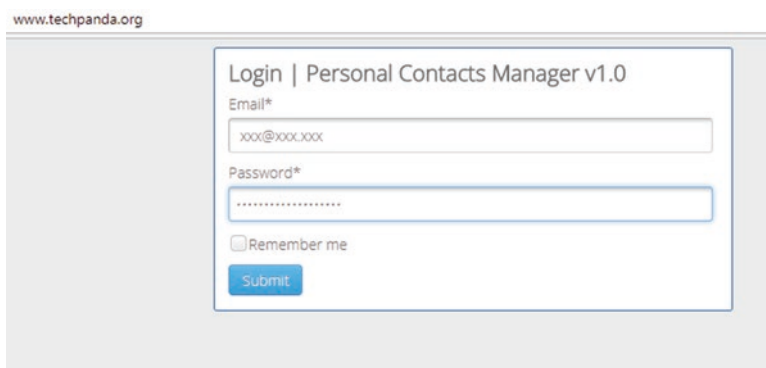 www.techpanda.org
Login | Personal Contacts Manager v1.0
Email*
xxx@xxx.xxx
Password*
...................
Remember me
Submit